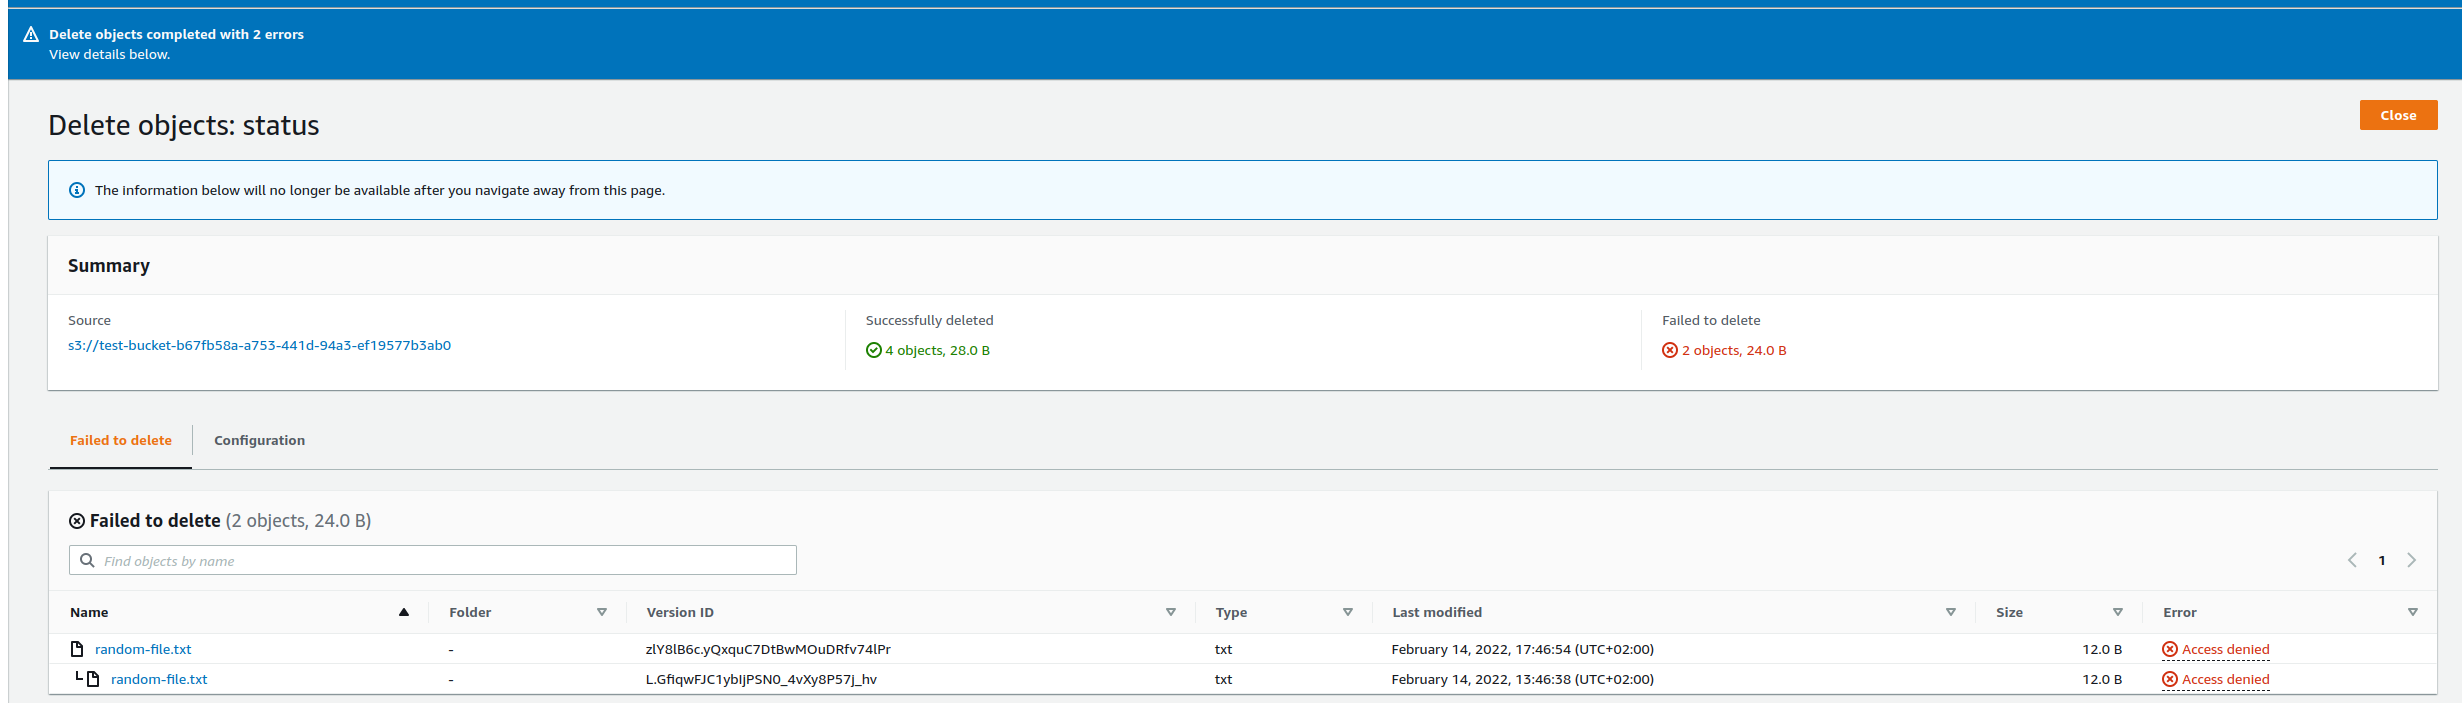 Delete objects completed with 2 errors
View details below.
Delete objects: status
Close
The information below will no longer be available after you navigate away from this page.
Summary
Source
s3://test-bucket-b67fb58a-a753-441d-94a3-ef19577b3ab0
Successfully deleted
4 objects, 28.0 B
Failed to delete
2 objects, 24.0 B
Failed to delete Configuration
Failed to delete (2 objects, 24.0 B)
Find objects by name
1
Name Folder Version ID Type Last modified Size Error
random-file.txt - zlY8lB6c.yQxquC7DtBwMOuDRfv74lPr txt February 14, 2022, 17:46:54 (UTC+02:00) 12.0 B Access denied
random-file.txt - L.GfiqwFJC1ybIjPSN0_4vXy8P57j_hv txt February 14, 2022, 13:46:38 (UTC+02:00) 12.0 B Access denied